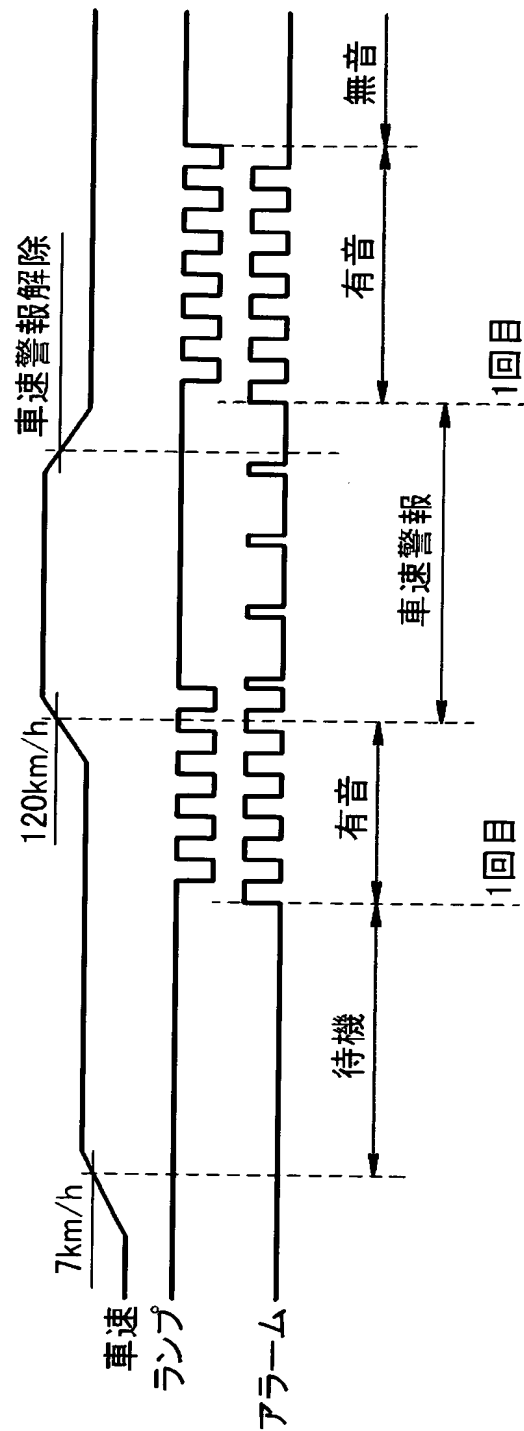 7km/h
120km/h
車速警報解除
車速
ランプ
アラーム
待機
有音
車速警報
有音
無音
1回目
1回目